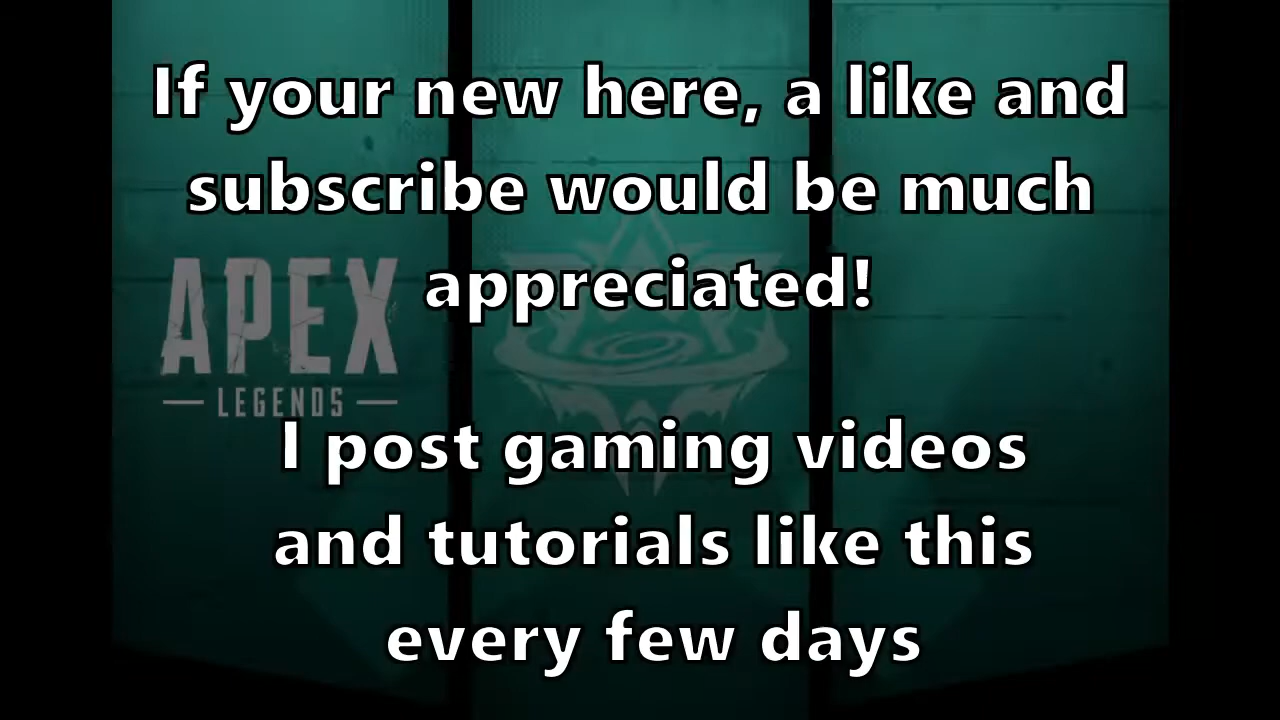 If your new here, a like and
subscribe would be much
appreciated!
APEX
LEGENDS
I post gaming videos
and tutorials like this
every few days